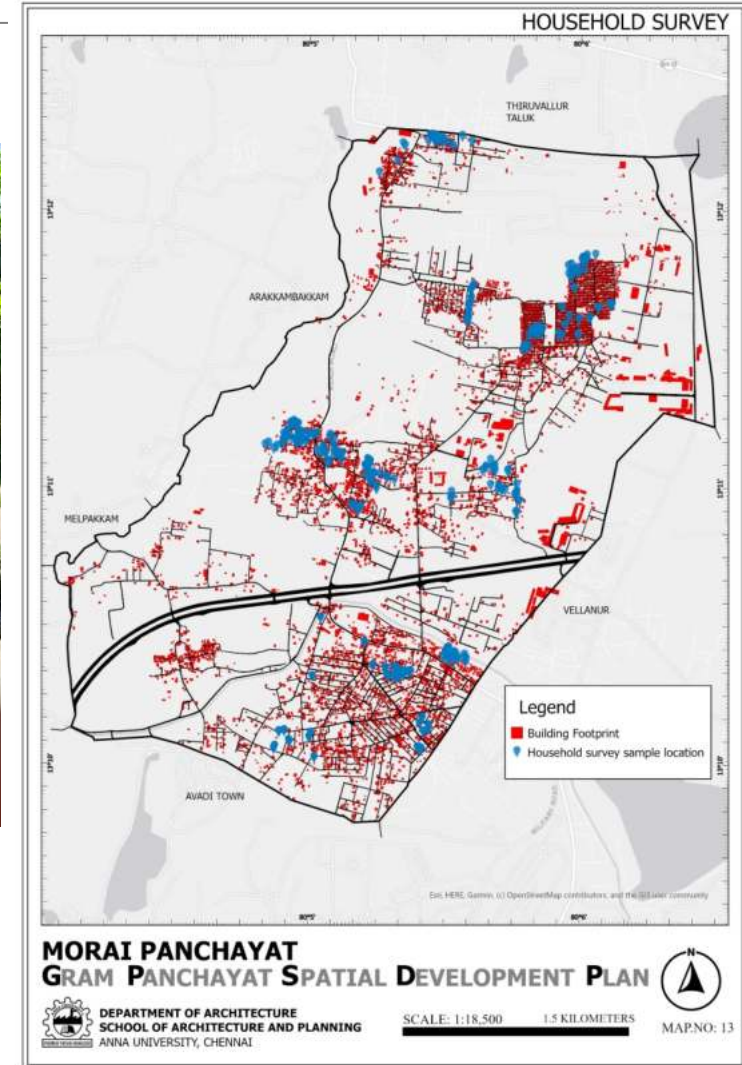 HOUSEHOLD SURVEY
80°5'
80°6'
THIRUVALLUR
TALUK
13°12'
13°12'
ARAKKAMBAKKAM
13°11'
13°11'
MELPAKKAM
VELLANUR
Legend
Building Footprint
Household survey sample location
13°10'
13°10'
AVADI TOWN
Esri, HERE, Garmin, (c) OpenStreetMap contributors, and the GIS user community
80°5'
80°6'
MORAI PANCHAYAT
GRAM PANCHAYAT SPATIAL DEVELOPMENT PLAN
N
DEPARTMENT OF ARCHITECTURE
SCHOOL OF ARCHITECTURE AND PLANNING
ANNA UNIVERSITY, CHENNAI
SCALE: 1:18,500
1.5 KILOMETERS
MAP.NO: 13